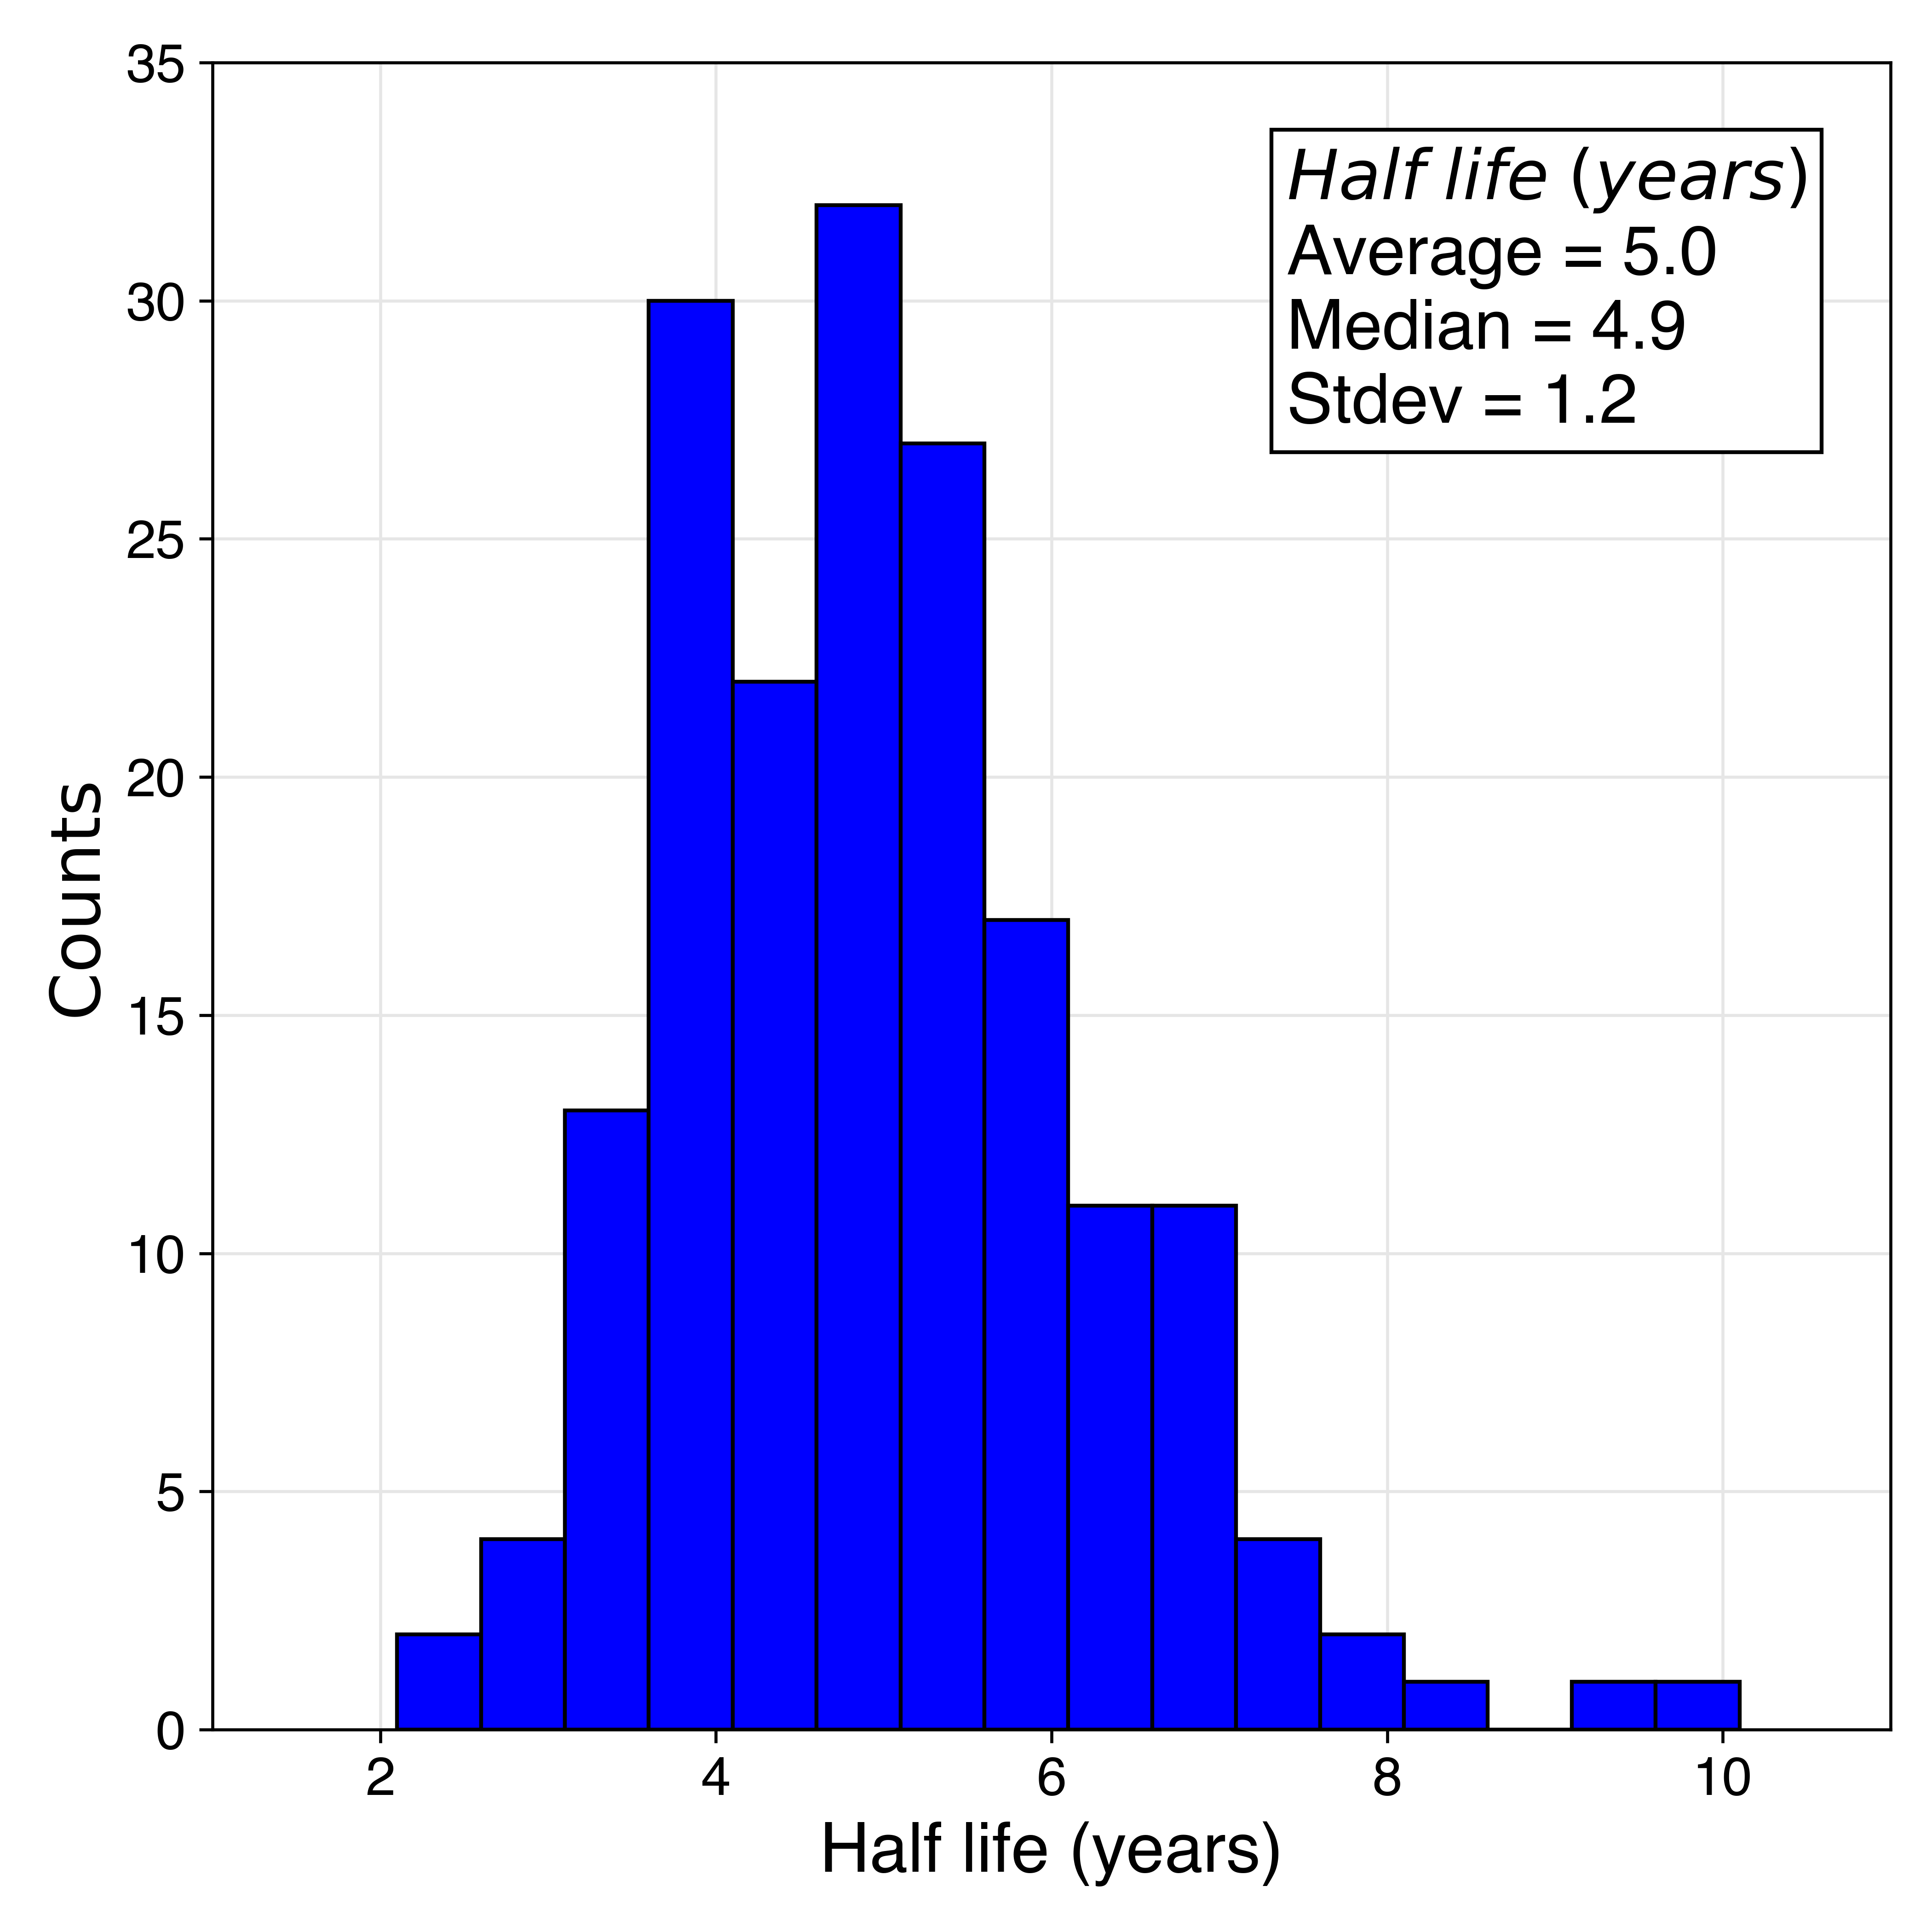 35
30
25
20
15
10
5
0
Counts
Half life (years)
Average = 5.0
Median = 4.9
Stdev = 1.2
2 4 6 8 10
Half life (years)